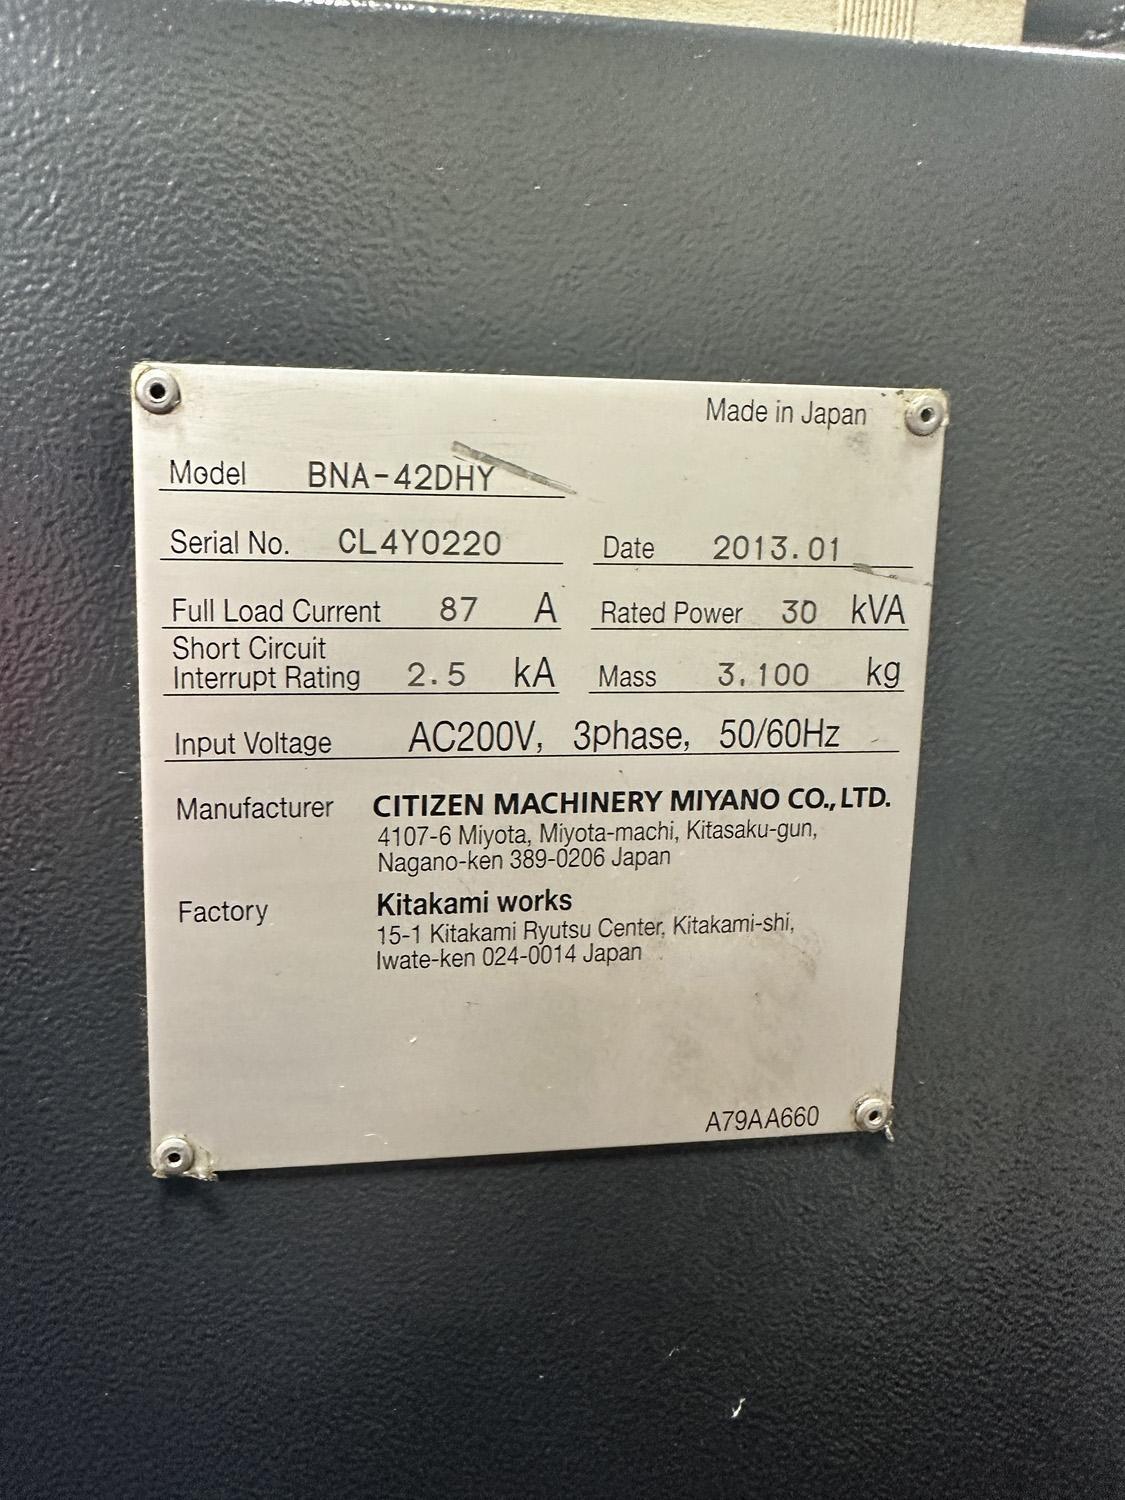 Made in Japan
Model BNA-42DHY
Serial No. CL4Y0220 Date 2013.01
Full Load Current 87 A Rated Power 30 kVA
Short Circuit
Interrupt Rating 2.5 kA Mass 3.100 kg
Input Voltage AC200V, 3phase, 50/60Hz
Manufacturer CITIZEN MACHINERY MIYANO CO., LTD.
4107-6 Miyota, Miyota-machi, Kitasaku-gun,
Nagano-ken 389-0206 Japan
Factory Kitakami works
15-1 Kitakami Ryutsu Center, Kitakami-shi,
Iwate-ken 024-0014 Japan
A79AA660